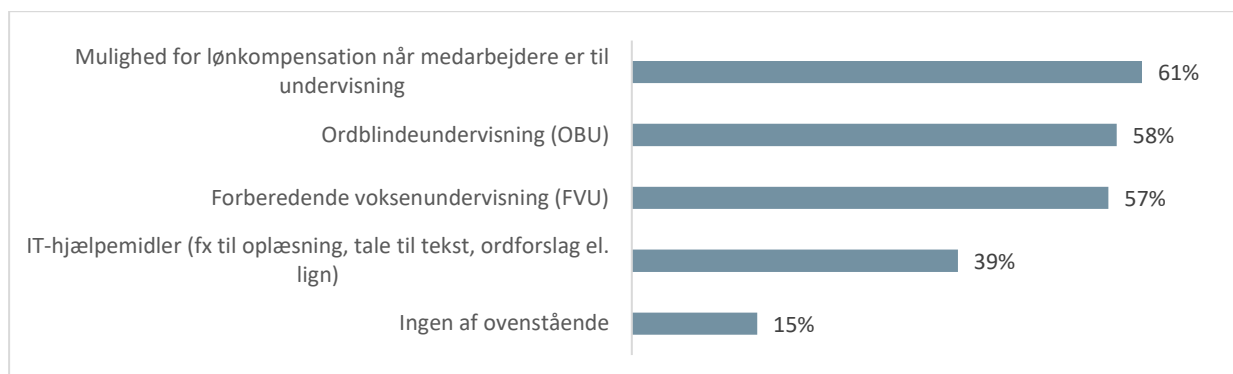 Mulighed for lønkompensation når medarbejdere er til
undervisning
61%
Ordblindeundervisning (OBU)
58%
Forberedende voksenundervisning (FVU)
57%
IT-hjælpemidler (fx til oplæsning, tale til tekst, ordforslag el.
lign)
39%
Ingen af ovenstående
15%